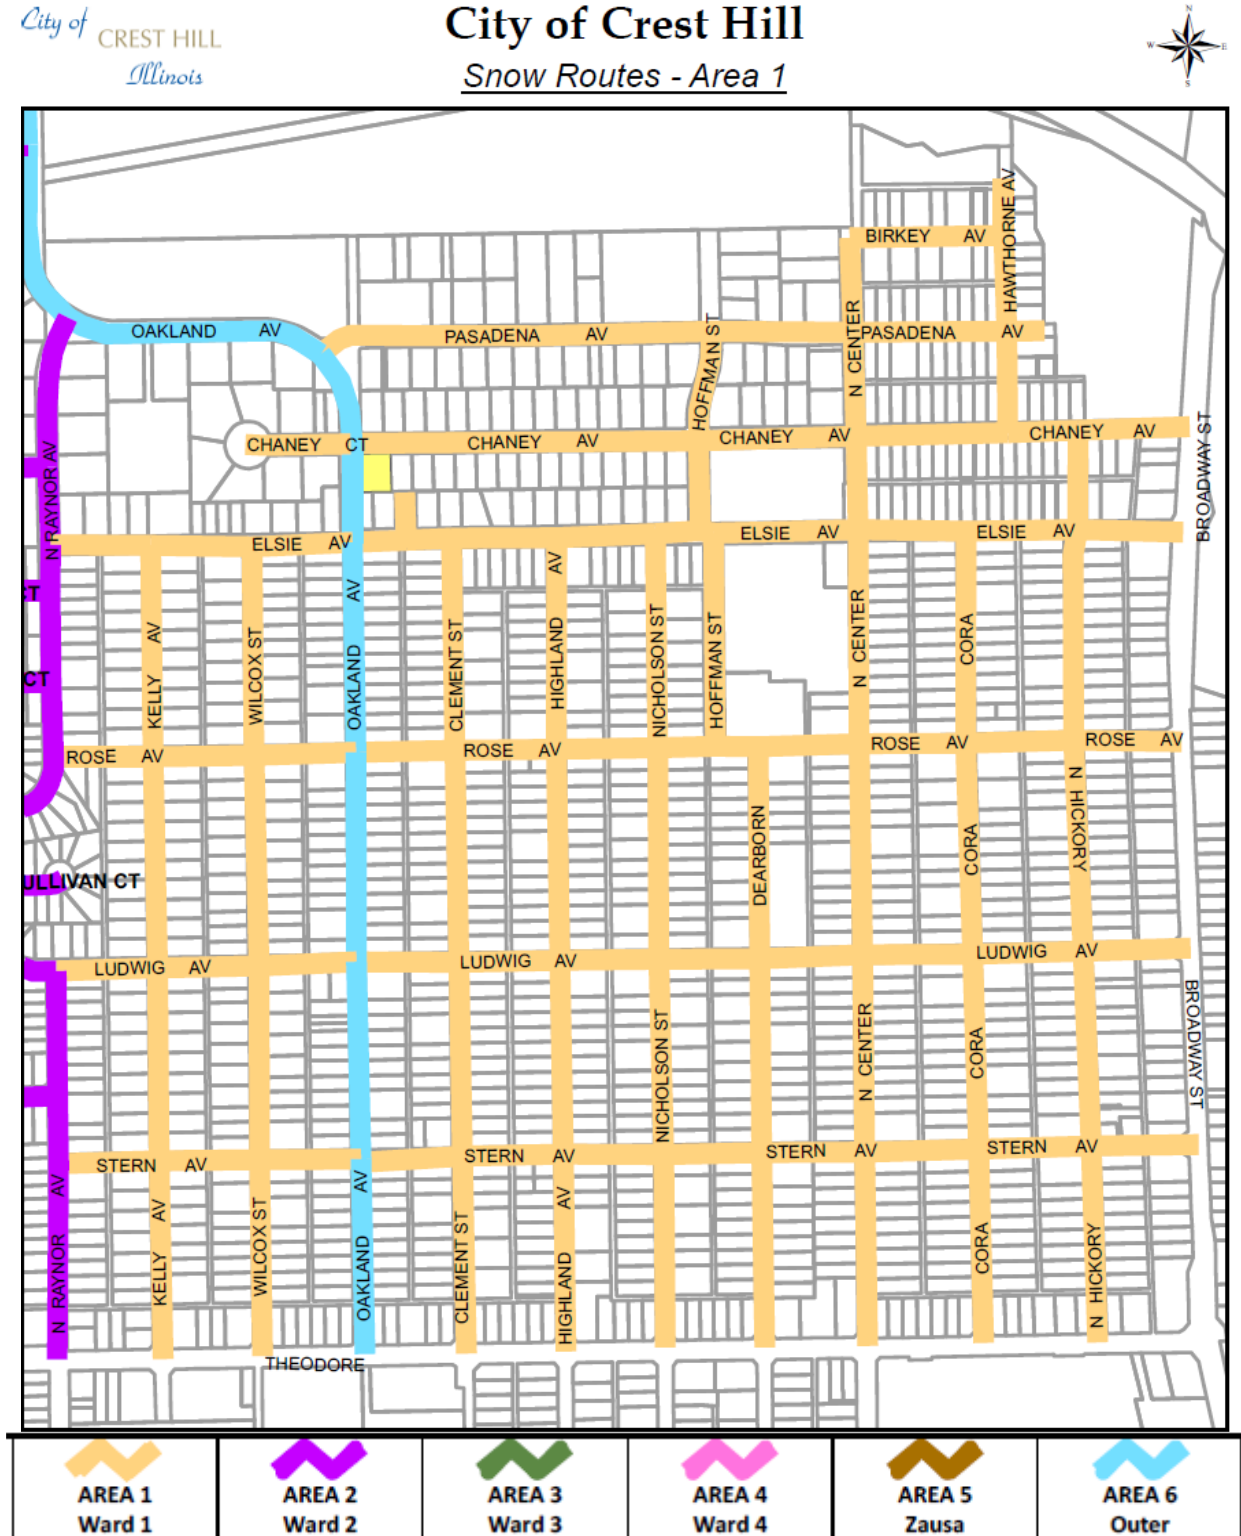 City of
CREST HILL
Illinois
City of Crest Hill
Snow Routes - Area 1
N
W
E
S
HAWTHORNE AV
BIRKEY AV
OAKLAND AV
PASADENA AV
HOFFMAN ST
N CENTER
PASADENA AV
CHANEY CT
CHANEY AV
CHANEY AV
CHANEY AV
BROADWAY ST
N RAYNOR AV
ELSIE AV
ELSIE AV
ELSIE AV
CT
CT
KELLY AV
WILCOX ST
OAKLAND AV
CLEMENT ST
HIGHLAND AV
NICHOLSON ST
HOFFMAN ST
N CENTER
CORA
ROSE AV
ROSE AV
ROSE AV
ROSE AV
N HICKORY
DEARBORN
CORA
ULLIVAN CT
LUDWIG AV
LUDWIG AV
LUDWIG AV
NICHOLSON ST
N CENTER
CORA
BROADWAY ST
STERN AV
STERN AV
STERN AV
STERN AV
N RAYNOR AV
KELLY AV
WILCOX ST
OAKLAND AV
CLEMENT ST
HIGHLAND AV
CORA
N HICKORY
THEODORE
AREA 1
Ward 1
AREA 2
Ward 2
AREA 3
Ward 3
AREA 4
Ward 4
AREA 5
Zausa
AREA 6
Outer